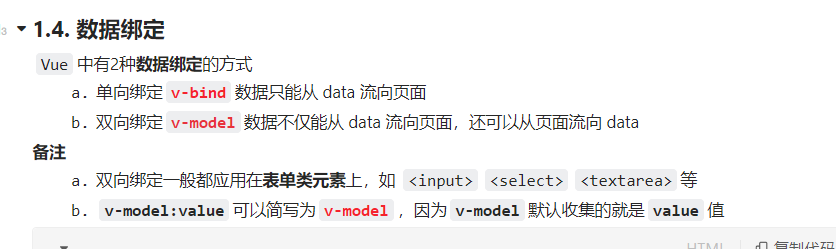 3
1.4. 数据绑定
Vue 中有2种数据绑定的方式
a. 单向绑定 v-bind 数据只能从 data 流向页面
b. 双向绑定 v-model 数据不仅能从 data 流向页面，还可以从页面流向 data
备注
a. 双向绑定一般都应用在表单类元素上，如 <input> <select> <textarea> 等
b. v-model:value 可以简写为 v-model ，因为 v-model 默认收集的就是 value 值
HTML 复制代码